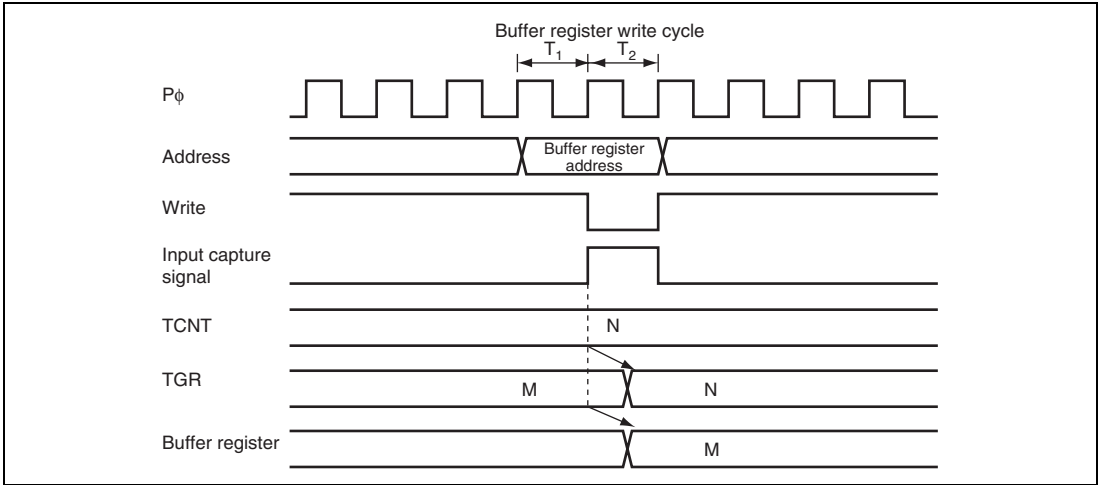 Buffer register write cycle
T1 T2
Pφ
Address
Buffer register
address
Write
Input capture
signal
TCNT
N
TGR
M N
Buffer register
M